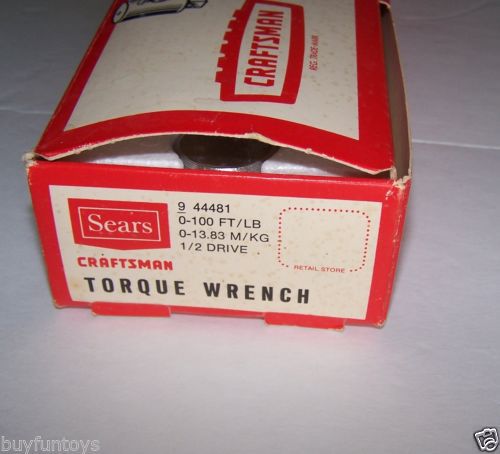 CRAFTSMAN
REG. TRADE MARK
Sears
9 44481
0-100 FT/LB
0-13.83 M/KG
1/2 DRIVE
RETAIL STORE
CRAFTSMAN
TORQUE WRENCH
buyfuntoys